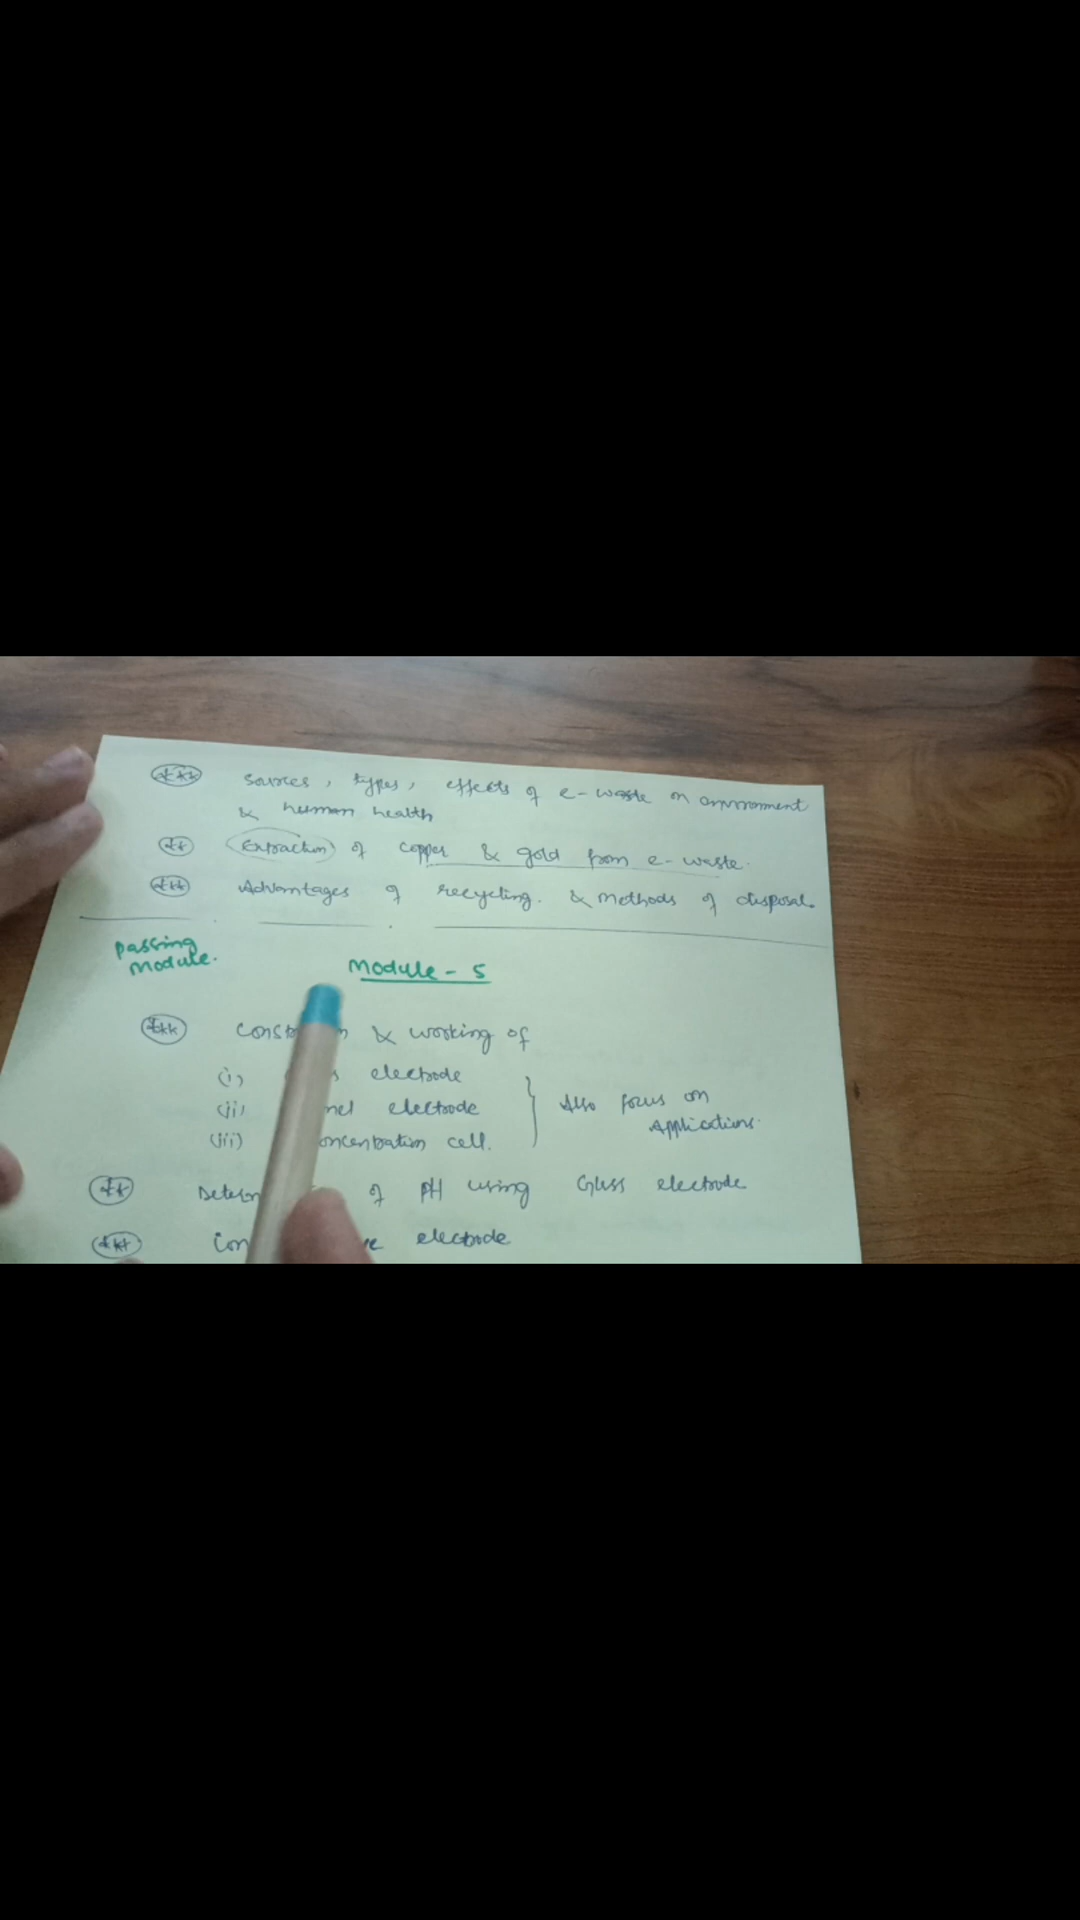 *** Sources, types, effects of e-waste on environment
& human health
** Extraction of copper & gold from e-waste.
*** Advantages of recycling. & methods of disposal.
Passing
Module.
Module - 5
*** & working of
(i) electrode
(ii) electrode
(iii) cell.
Also focus on
Applications.
** of pH using Glass electrode
*** electrode